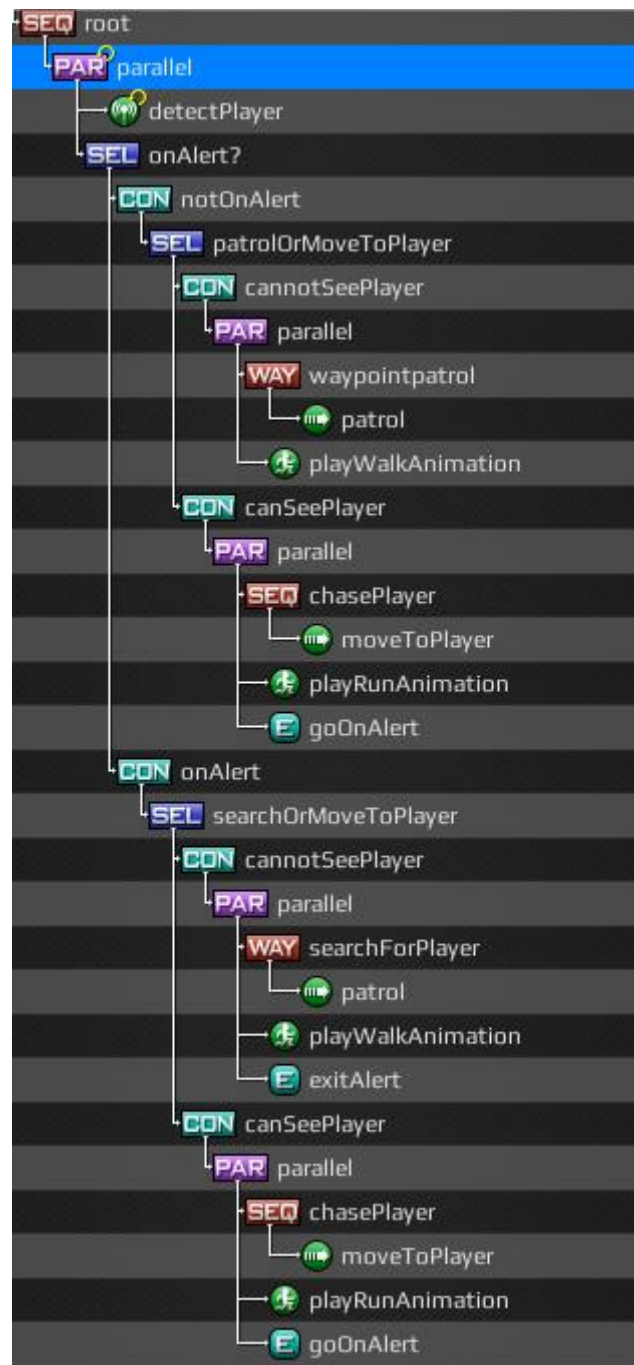 SEQ root
PAR parallel
detectPlayer
SEL onAlert?
CON notOnAlert
SEL patrolOrMoveToPlayer
CON cannotSeePlayer
PAR parallel
WAY waypointpatrol
patrol
playWalkAnimation
CON canSeePlayer
PAR parallel
SEQ chasePlayer
moveToPlayer
playRunAnimation
E goOnAlert
CON onAlert
SEL searchOrMoveToPlayer
CON cannotSeePlayer
PAR parallel
WAY searchForPlayer
patrol
playWalkAnimation
E exitAlert
CON canSeePlayer
PAR parallel
SEQ chasePlayer
moveToPlayer
playRunAnimation
E goOnAlert